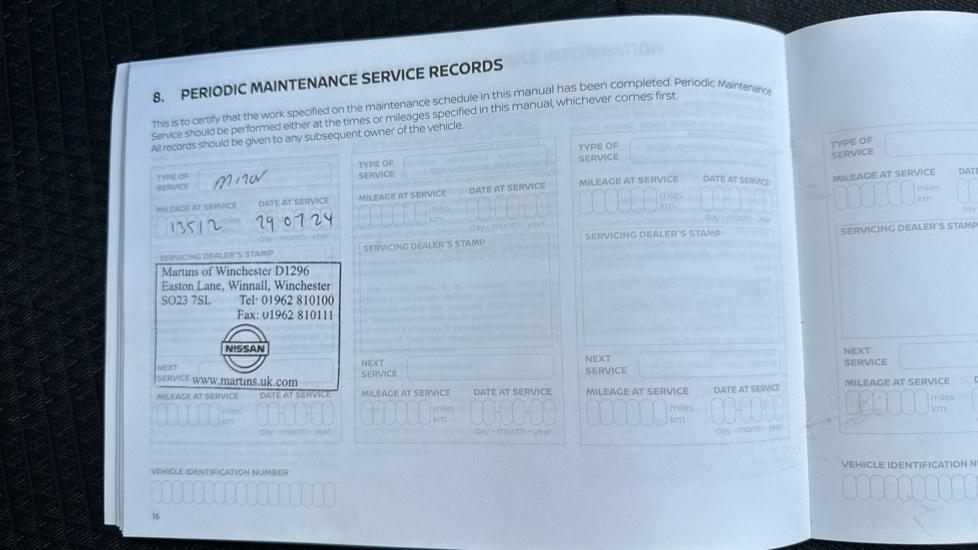 8. PERIODIC MAINTENANCE SERVICE RECORDS
This is to certify that the work specified on the maintenance schedule in this manual has been completed. Periodic Maintenance
Service should be performed either at the times or mileages specified in this manual, whichever comes first.
All records should be given to any subsequent owner of the vehicle.
TYPE OF
SERVICE
minor
MILEAGE AT SERVICE DATE AT SERVICE
13512 miles 29 07 24
km day - month - year
SERVICING DEALER'S STAMP
Martins of Winchester D1296
Easton Lane, Winnall, Winchester
SO23 7SL Tel: 01962 810100
Fax: 01962 810111
NISSAN
NEXT
SERVICE www.martins.uk.com
MILEAGE AT SERVICE DATE AT SERVICE
miles
km day - month - year
TYPE OF
SERVICE
MILEAGE AT SERVICE DATE AT SERVICE
miles
km day - month - year
SERVICING DEALER'S STAMP
NEXT
SERVICE
MILEAGE AT SERVICE DATE AT SERVICE
miles
km day - month - year
TYPE OF
SERVICE
MILEAGE AT SERVICE DATE AT SERVICE
miles
km day - month - year
SERVICING DEALER'S STAMP
NEXT
SERVICE
MILEAGE AT SERVICE DATE AT SERVICE
miles
km day - month - year
VEHICLE IDENTIFICATION NUMBER
16
TYPE OF
SERVICE
MILEAGE AT SERVICE DAT
miles
km da
SERVICING DEALER'S STAMP
NEXT
SERVICE
MILEAGE AT SERVICE D
miles
km
VEHICLE IDENTIFICATION N